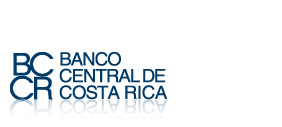 BC
CR
BANCO
CENTRAL DE
COSTA RICA